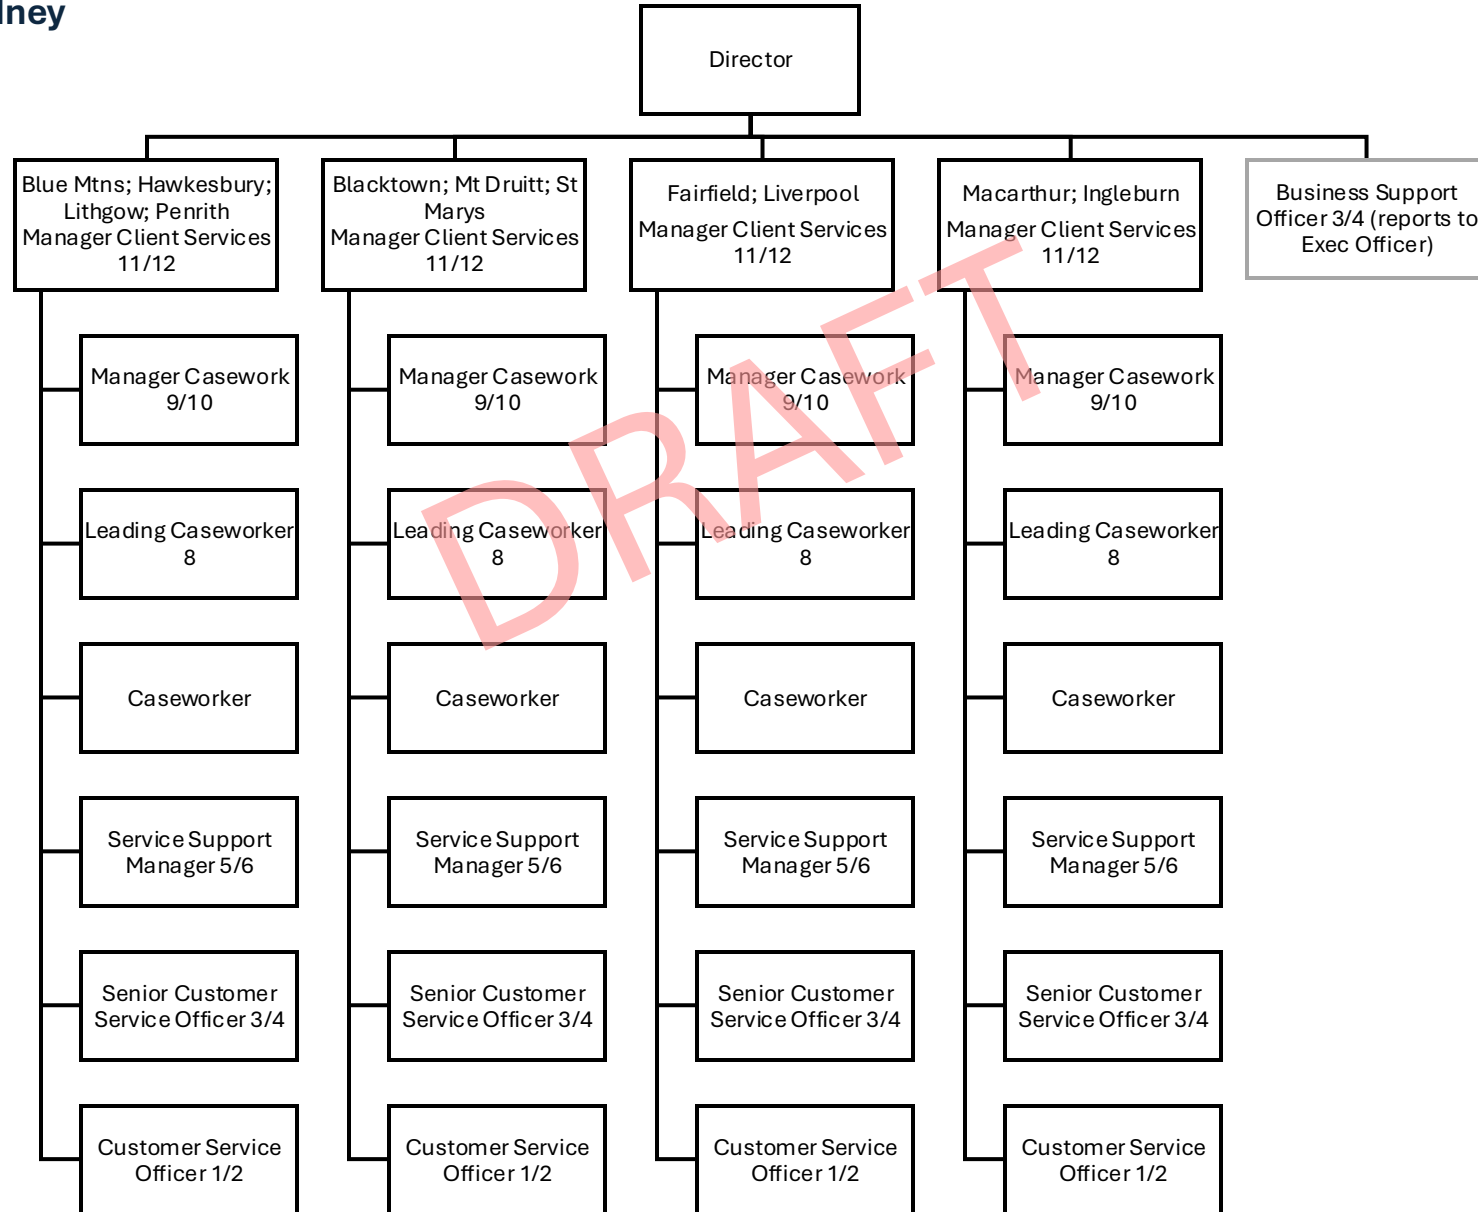 dney
Director
Blue Mtns; Hawkesbury;
Lithgow; Penrith
Manager Client Services
11/12
Blacktown; Mt Druitt; St
Marys
Manager Client Services
11/12
Fairfield; Liverpool
Manager Client Services
11/12
Macarthur; Ingleburn
Manager Client Services
11/12
Business Support
Officer 3/4 (reports to
Exec Officer)
Manager Casework
9/10
Manager Casework
9/10
Manager Casework
9/10
Manager Casework
9/10
Leading Caseworker
8
Leading Caseworker
8
Leading Caseworker
8
Leading Caseworker
8
Caseworker
Caseworker
Caseworker
Caseworker
Service Support
Manager 5/6
Service Support
Manager 5/6
Service Support
Manager 5/6
Service Support
Manager 5/6
Senior Customer
Service Officer 3/4
Senior Customer
Service Officer 3/4
Senior Customer
Service Officer 3/4
Senior Customer
Service Officer 3/4
Customer Service
Officer 1/2
Customer Service
Officer 1/2
Customer Service
Officer 1/2
Customer Service
Officer 1/2
DRAFT